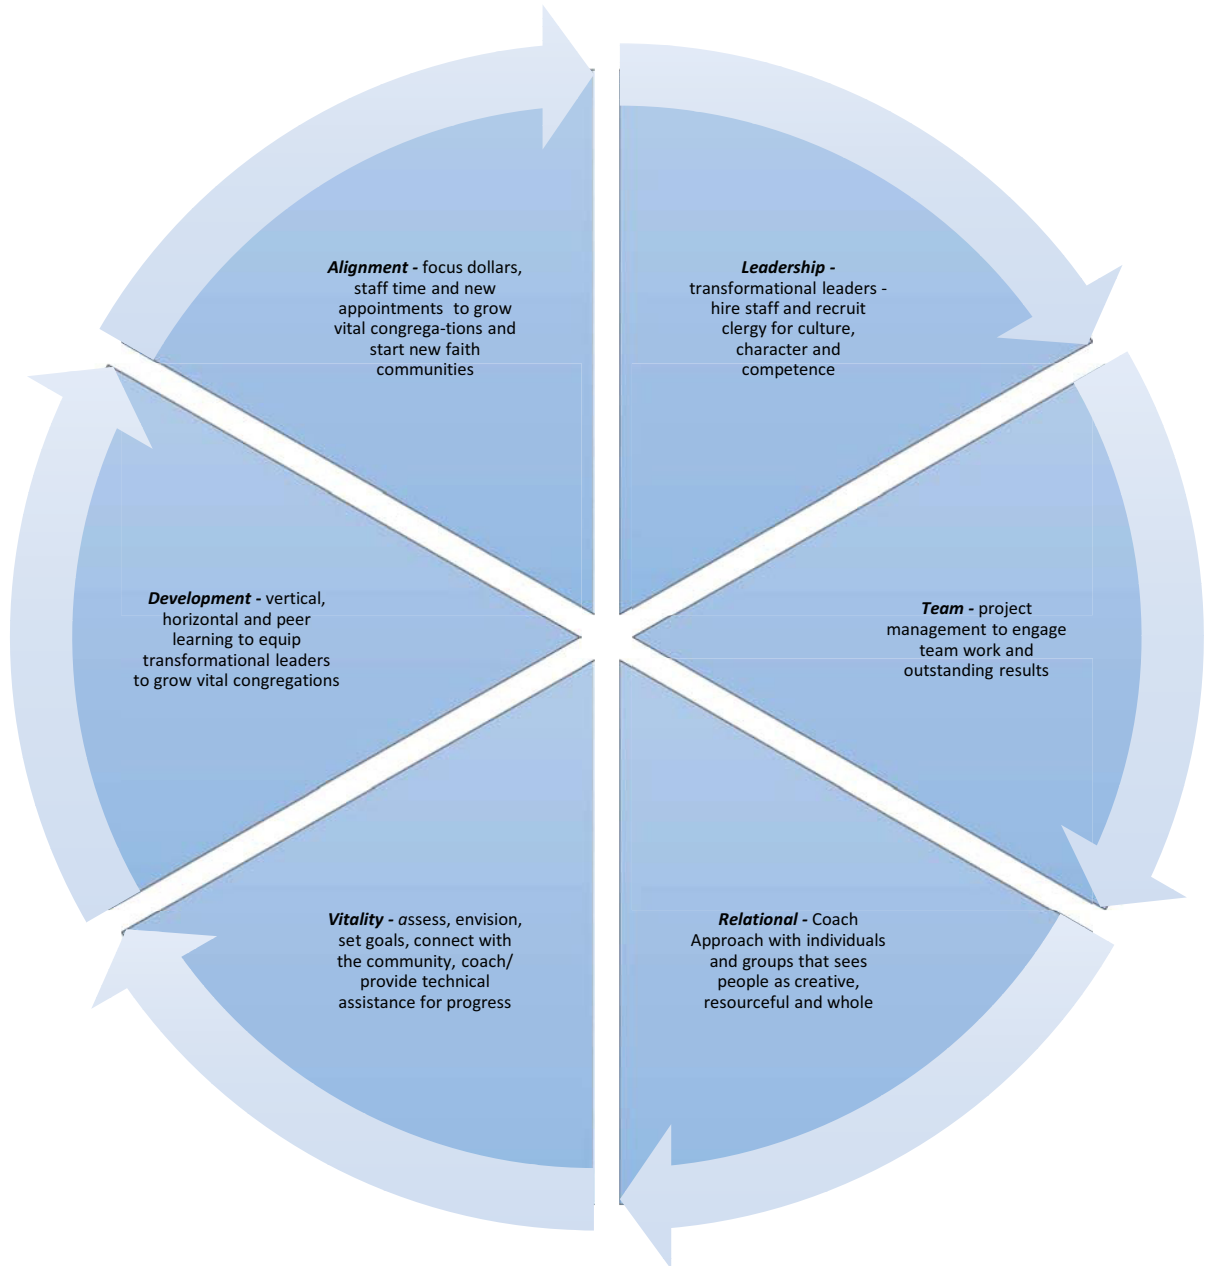 Alignment - focus dollars,
staff time and new
appointments  to grow
vital congrega-tions and
start new faith
communities
Leadership -
transformational leaders -
hire staff and recruit
clergy for culture,
character and
competence
Development - vertical,
horizontal and peer
learning to equip
transformational leaders
to grow vital congregations
Team - project
management to engage
team work and
outstanding results
Vitality - assess, envision,
set goals, connect with
the community, coach/
provide technical
assistance for progress
Relational - Coach
Approach with individuals
and groups that sees
people as creative,
resourceful and whole